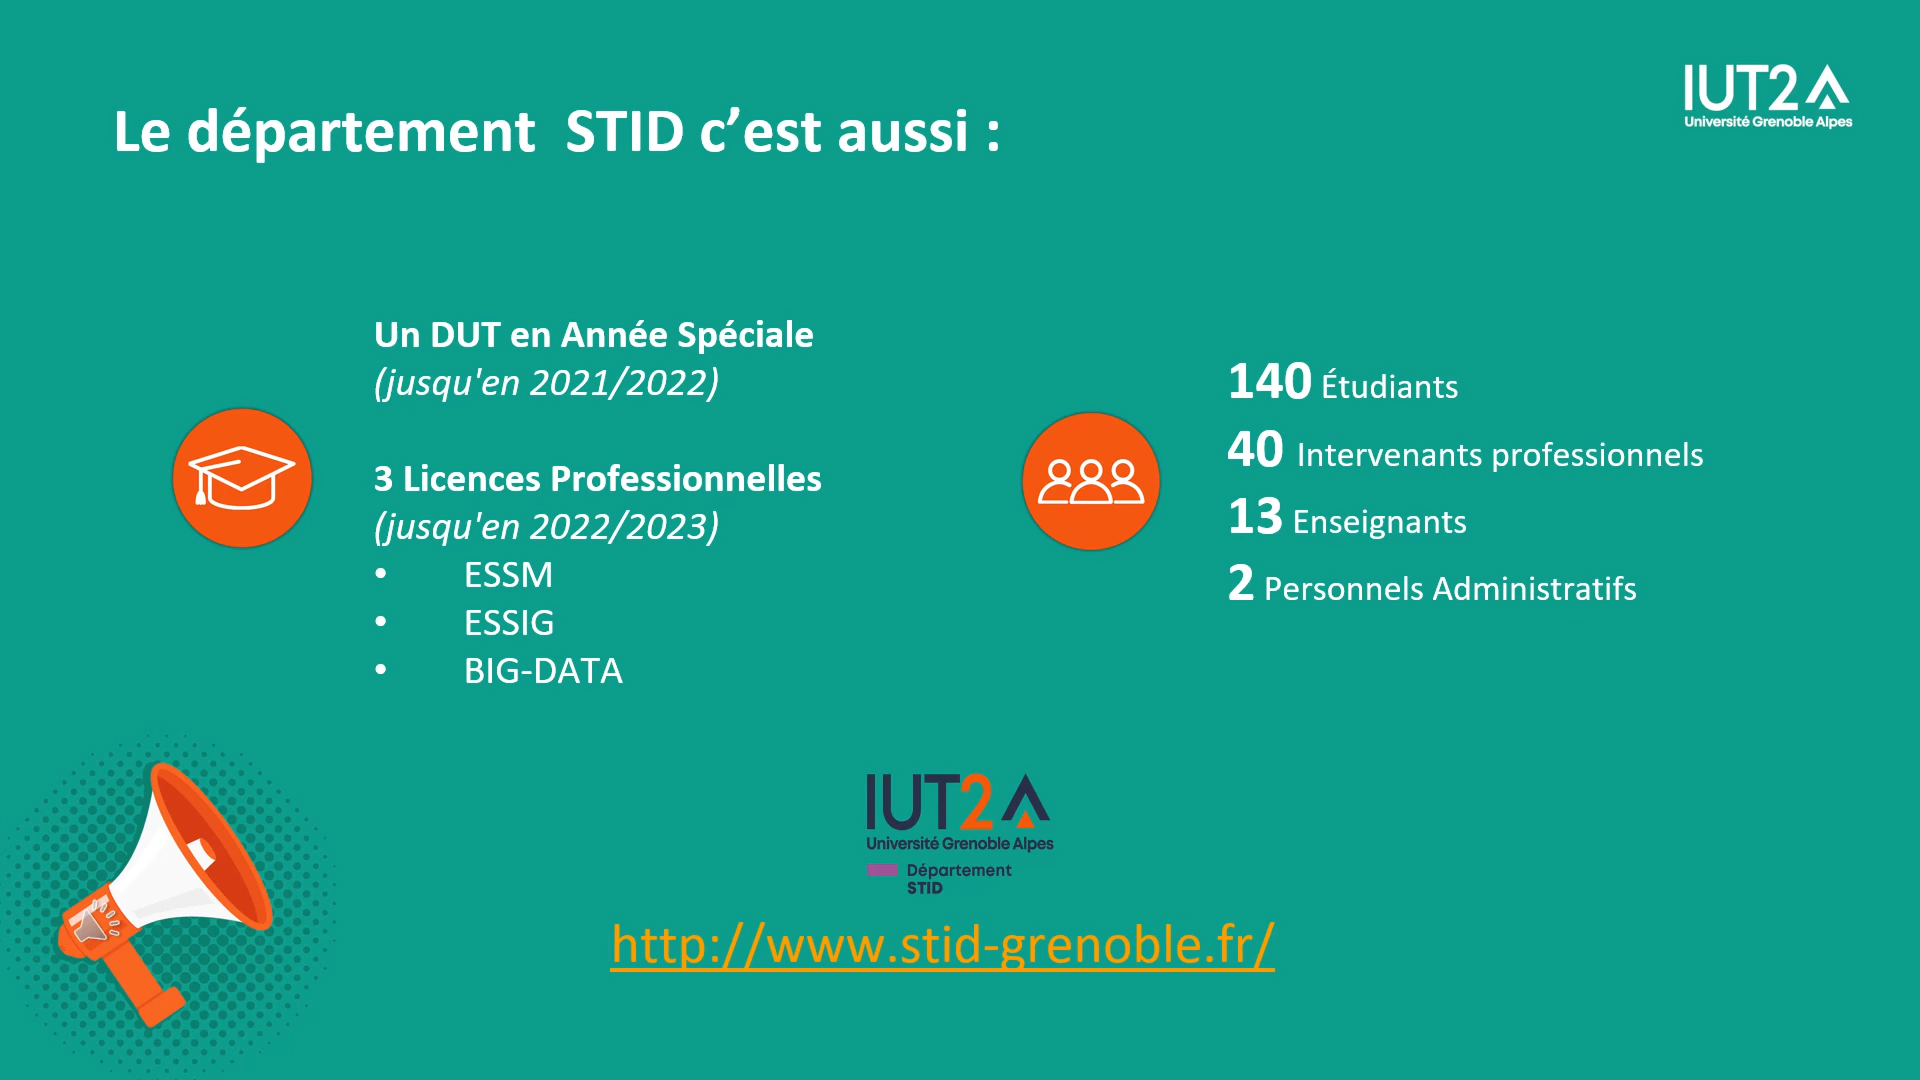 IUT2
Université Grenoble Alpes
Le département  STID c’est aussi :
Un DUT en Année Spéciale
(jusqu'en 2021/2022)
3 Licences Professionnelles
(jusqu'en 2022/2023)
• ESSM
• ESSIG
• BIG-DATA
140 Étudiants
40 Intervenants professionnels
13 Enseignants
2 Personnels Administratifs
IUT2
Université Grenoble Alpes
Département
STID
http://www.stid-grenoble.fr/